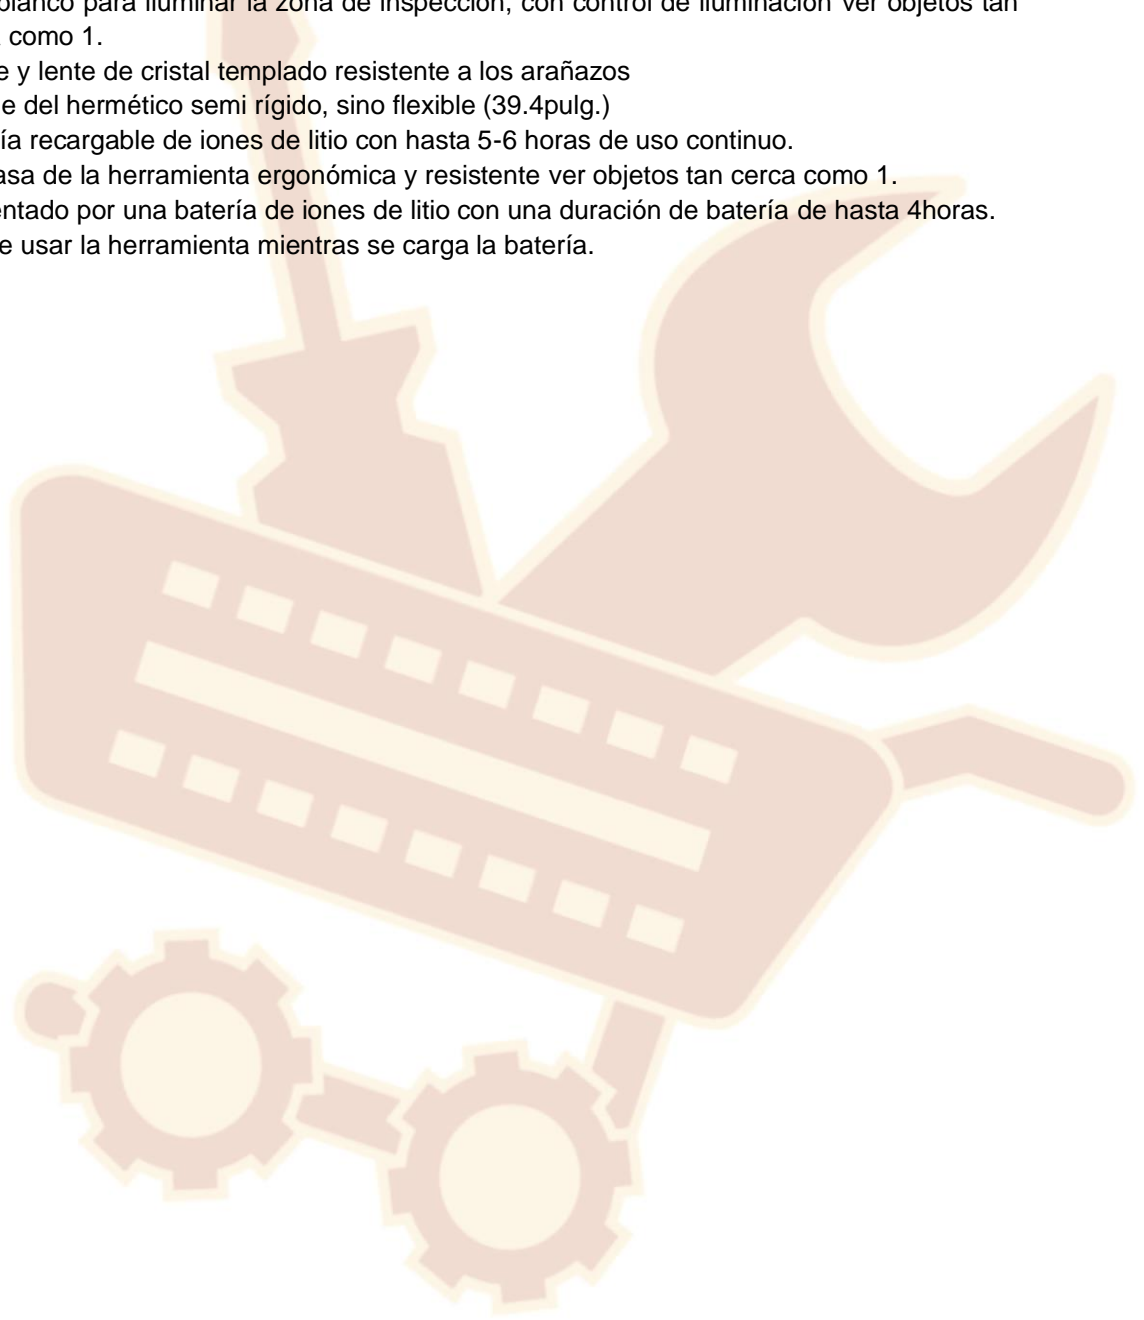 blanco para iluminar la zona de inspección, con control de iluminación ver objetos tan
como 1.
e y lente de cristal templado resistente a los arañazos
e del hermético semi rígido, sino flexible (39.4pulg.)
ía recargable de iones de litio con hasta 5-6 horas de uso continuo.
asa de la herramienta ergonómica y resistente ver objetos tan cerca como 1.
entado por una batería de iones de litio con una duración de batería de hasta 4horas.
e usar la herramienta mientras se carga la batería.